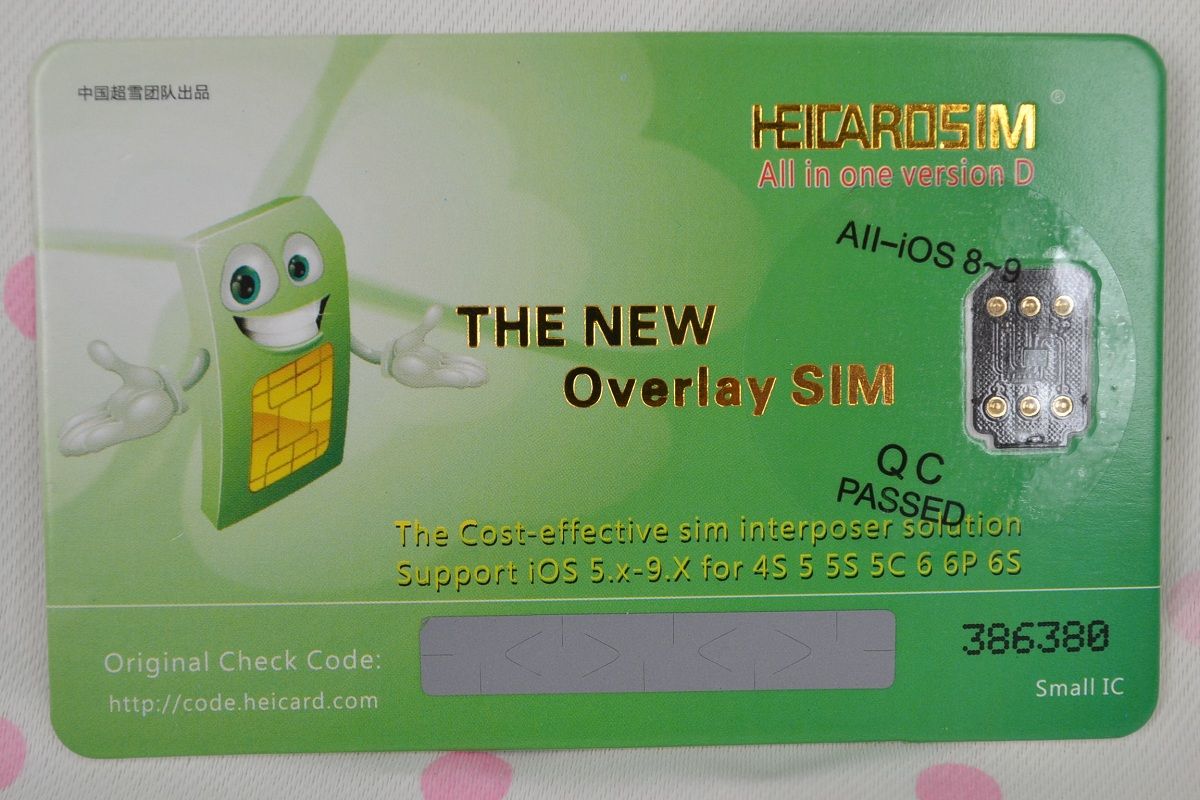 中国超雪团队出品
HEICARDSIM ®
All in one version D
All-iOS 8~9
THE NEW
Overlay SIM
QC
PASSED
The Cost-effective sim interposer solution
Support iOS 5.x-9.X for 4S 5 5S 5C 6 6P 6S
Original Check Code:
http://code.heicard.com
386380
Small IC